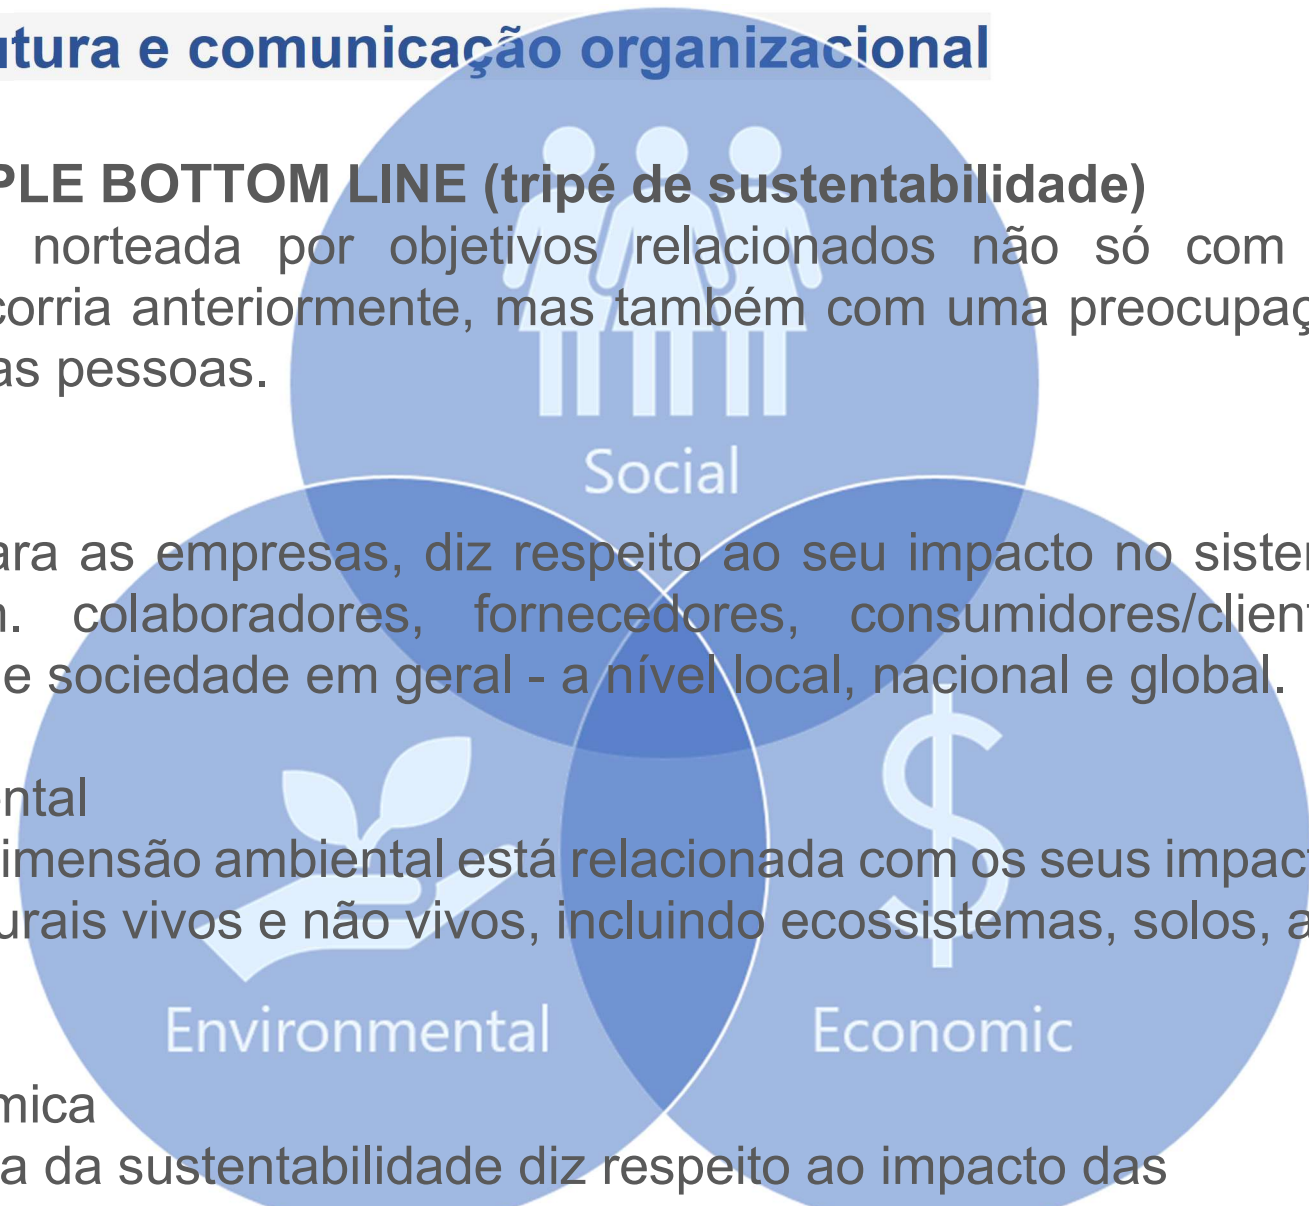 utura e comunicação organizacional
PLE BOTTOM LINE (tripé de sustentabilidade)
norteada por objetivos relacionados não só com
corria anteriormente, mas também com uma preocupaç
as pessoas.
Social
ara as empresas, diz respeito ao seu impacto no sister
n. colaboradores, fornecedores, consumidores/client
e sociedade em geral - a nível local, nacional e global.
ental
imensão ambiental está relacionada com os seus impact
urais vivos e não vivos, incluindo ecossistemas, solos, a
Environmental
Economic
mica
a da sustentabilidade diz respeito ao impacto das